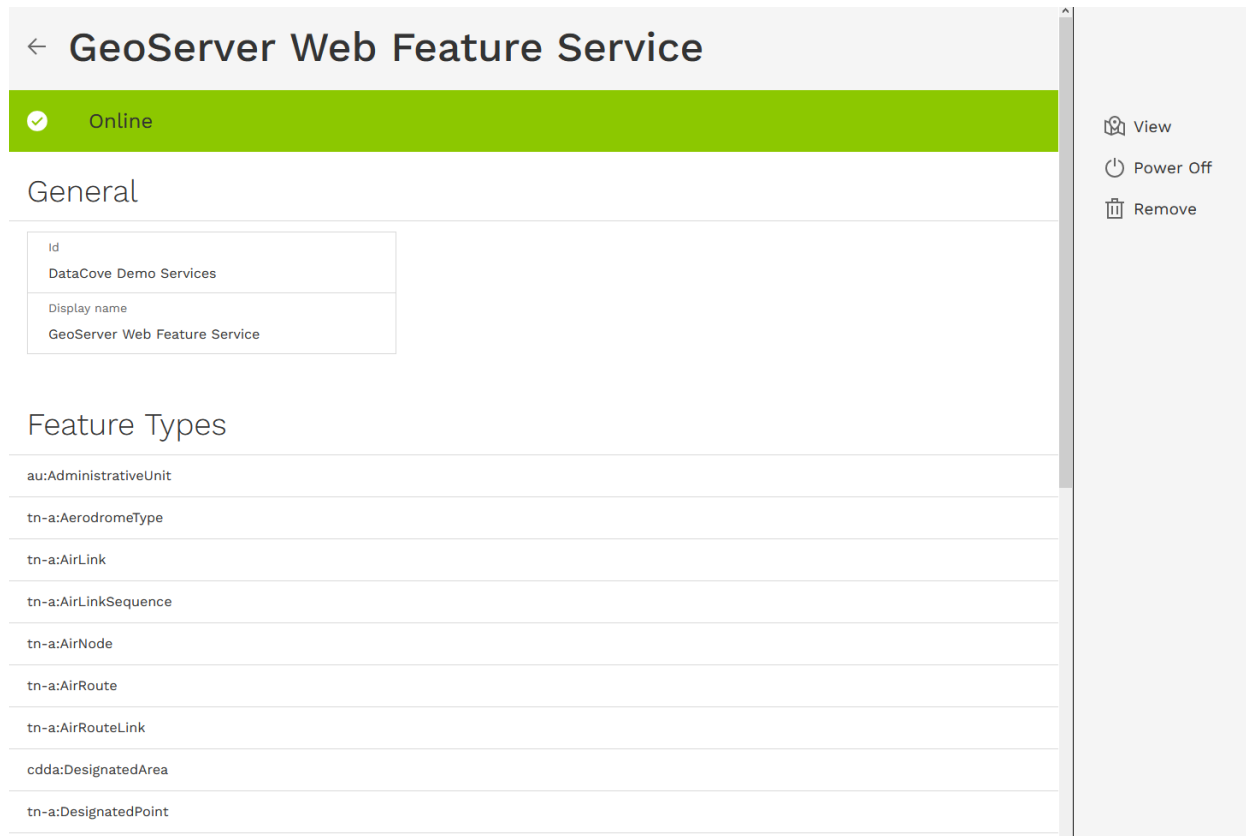 GeoServer Web Feature Service
Online
General
Id
DataCove Demo Services
Display name
GeoServer Web Feature Service
Feature Types
au:AdministrativeUnit
tn-a:AerodromeType
tn-a:AirLink
tn-a:AirLinkSequence
tn-a:AirNode
tn-a:AirRoute
tn-a:AirRouteLink
cdda:DesignatedArea
tn-a:DesignatedPoint
View
Power Off
Remove